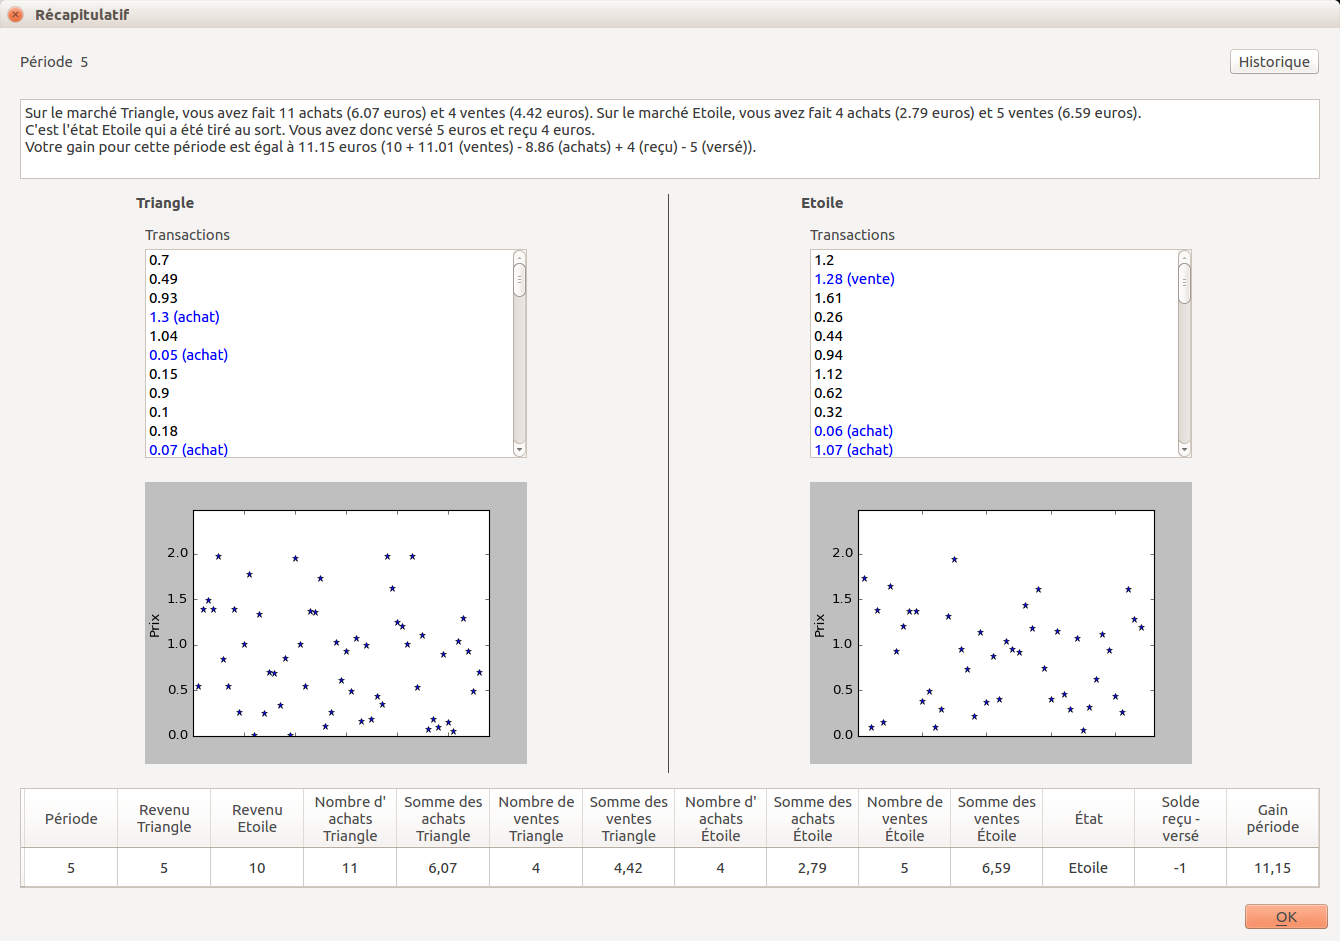 Récapitulatif
Période 5
Historique
Sur le marché Triangle, vous avez fait 11 achats (6.07 euros) et 4 ventes (4.42 euros). Sur le marché Etoile, vous avez fait 4 achats (2.79 euros) et 5 ventes (6.59 euros).
C'est l'état Etoile qui a été tiré au sort. Vous avez donc versé 5 euros et reçu 4 euros.
Votre gain pour cette période est égal à 11.15 euros (10 + 11.01 (ventes) - 8.86 (achats) + 4 (reçu) - 5 (versé)).
Triangle
Transactions
0.7
0.49
0.93
1.3 (achat)
1.04
0.05 (achat)
0.15
0.9
0.1
0.18
0.07 (achat)
2.0
1.5
1.0
0.5
0.0
Prix
Etoile
Transactions
1.2
1.28 (vente)
1.61
0.26
0.44
0.94
1.12
0.62
0.32
0.06 (achat)
1.07 (achat)
2.0
1.5
1.0
0.5
0.0
Prix
Période
Revenu
Triangle
Revenu
Etoile
Nombre d'
achats
Triangle
Somme des
achats
Triangle
Nombre de
ventes
Triangle
Somme des
ventes
Triangle
Nombre d'
achats
Étoile
Somme des
achats
Étoile
Nombre de
ventes
Étoile
Somme des
ventes
Étoile
État
Solde
reçu -
versé
Gain
période
5 5 10 11 6,07 4 4,42 4 2,79 5 6,59 Etoile -1 11,15
OK